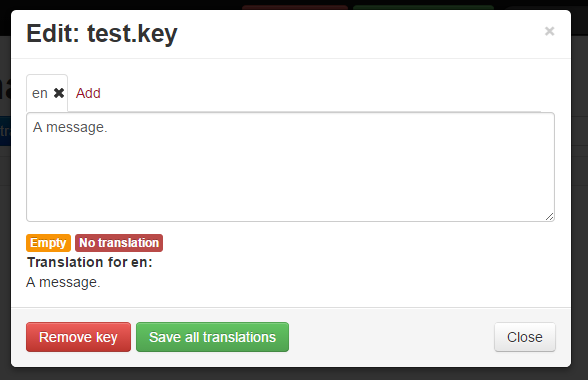 Edit: test.key ×
en ✖ Add
A message.
Empty No translation
Translation for en:
A message.
Remove key Save all translations Close